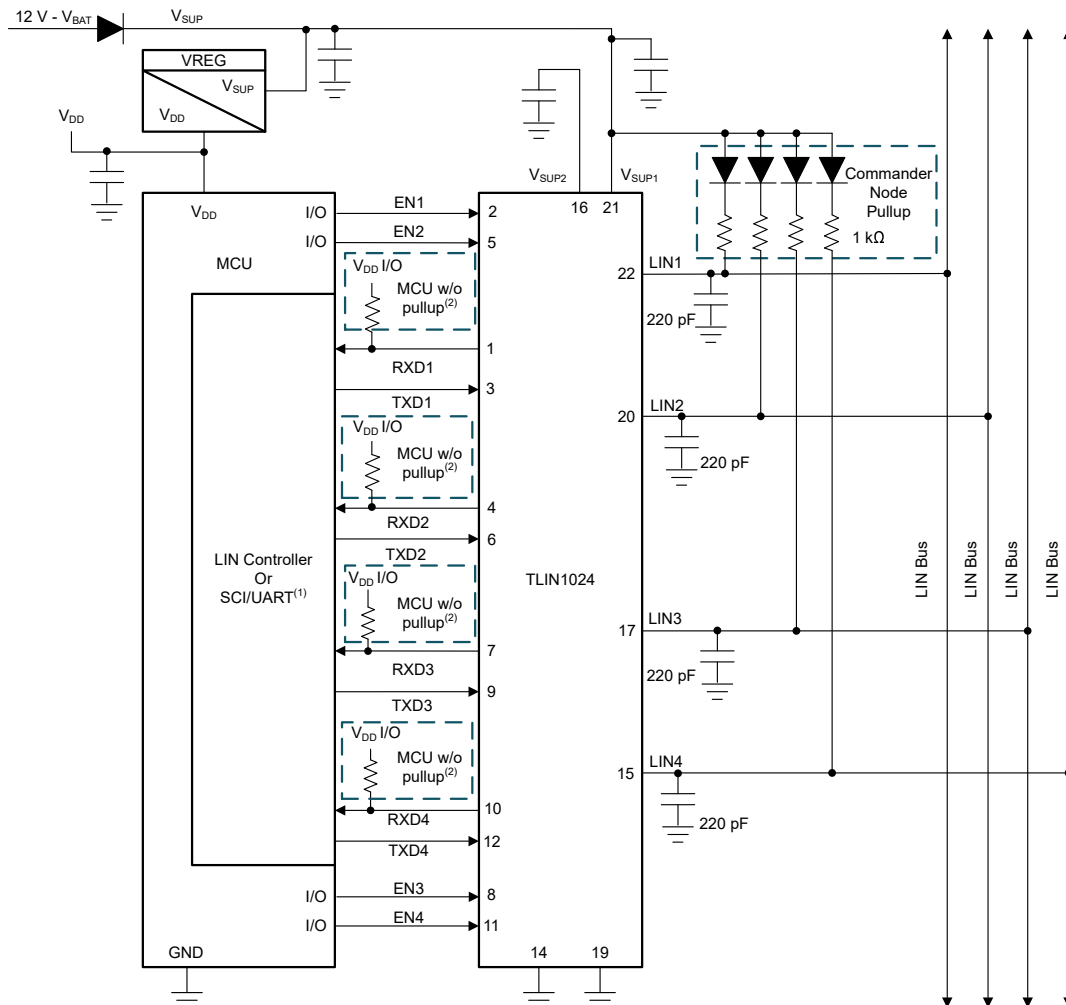 12 V - VBAT
VSUP
VREG
VSUP
VDD
VDD
VSUP2
VSUP1
16
21
Commander
Node
Pullup
1 kΩ
VDD
MCU
I/O
EN1
2
I/O
EN2
5
VDD I/O
MCU w/o
pullup(2)
1
RXD1
3
TXD1
VDD I/O
MCU w/o
pullup(2)
4
RXD2
6
TXD2
VDD I/O
MCU w/o
pullup(2)
7
RXD3
9
TXD3
VDD I/O
MCU w/o
pullup(2)
10
RXD4
12
TXD4
LIN Controller
Or
SCI/UART(1)
I/O
EN3
8
I/O
EN4
11
GND
TLIN1024
14
19
22
LIN1
220 pF
20
LIN2
220 pF
17
LIN3
220 pF
15
LIN4
220 pF
LIN Bus
LIN Bus
LIN Bus
LIN Bus